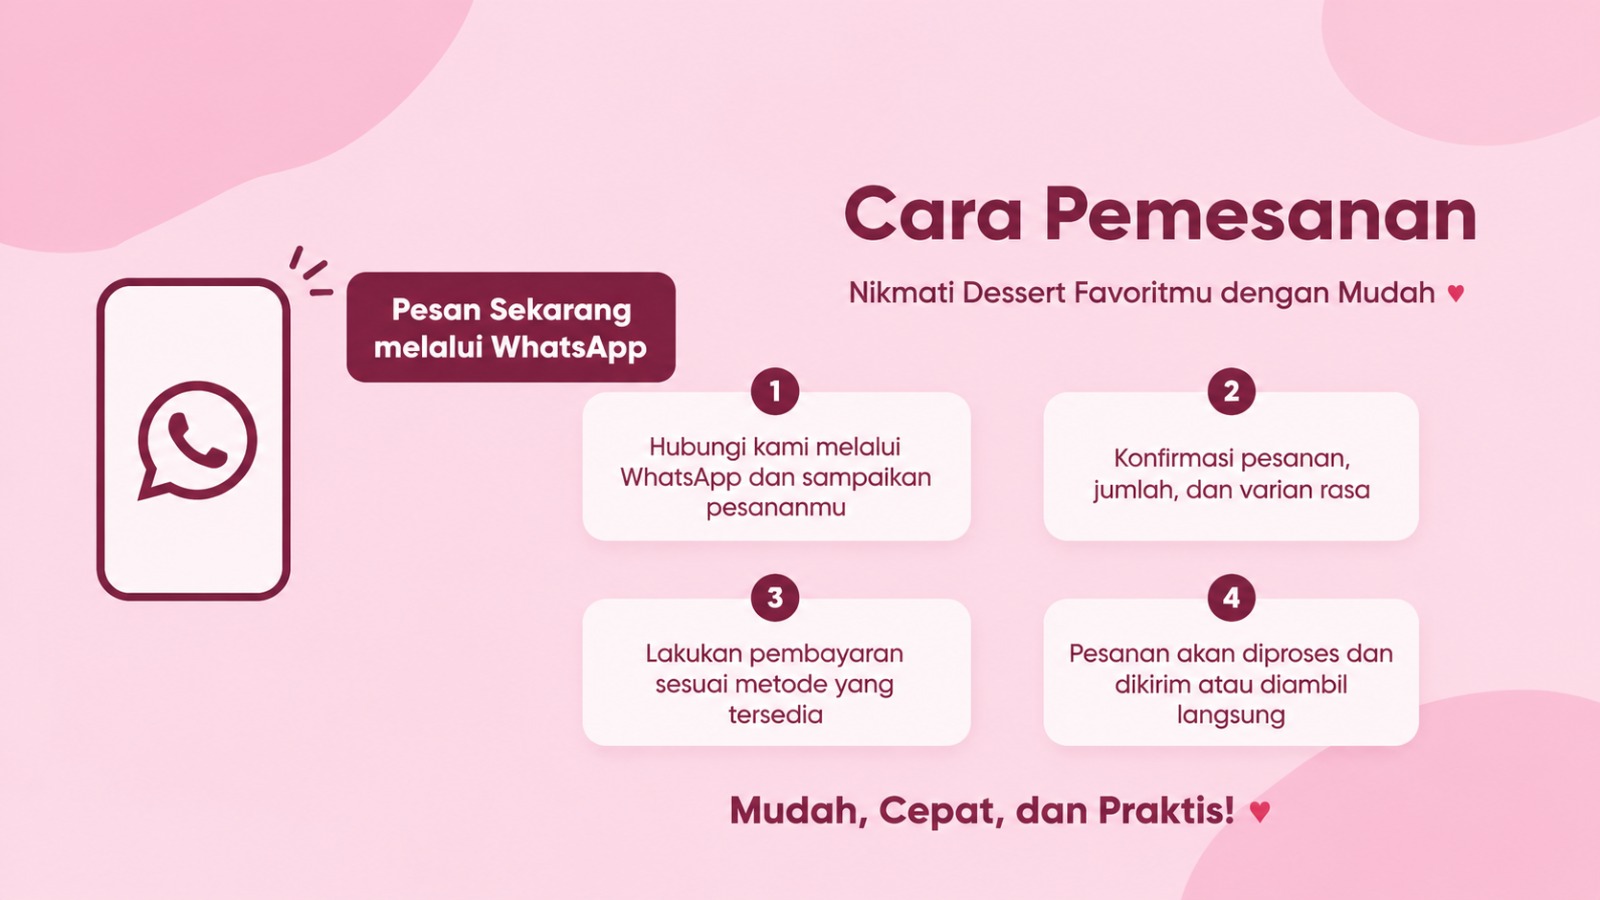 Cara Pemesanan
Nikmati Dessert Favoritmu dengan Mudah ♥
Pesan Sekarang
melalui WhatsApp
1
Hubungi kami melalui
WhatsApp dan sampaikan
pesananmu
2
Konfirmasi pesanan,
jumlah, dan varian rasa
3
Lakukan pembayaran
sesuai metode yang
tersedia
4
Pesanan akan diproses dan
dikirim atau diambil
langsung
Mudah, Cepat, dan Praktis! ♥